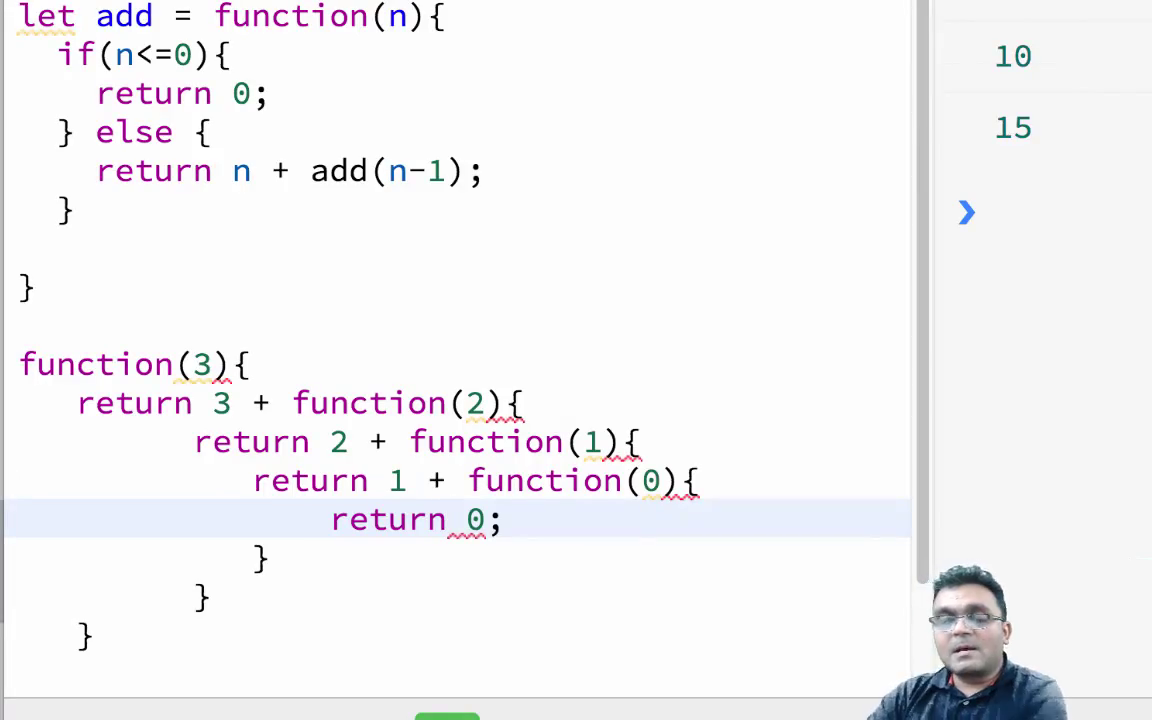 let add = function(n){
if(n<=0){
return 0;
} else {
return n + add(n-1);
}
}
function(3){
return 3 + function(2){
return 2 + function(1){
return 1 + function(0){
return 0;
}
}
}
10
15
❯